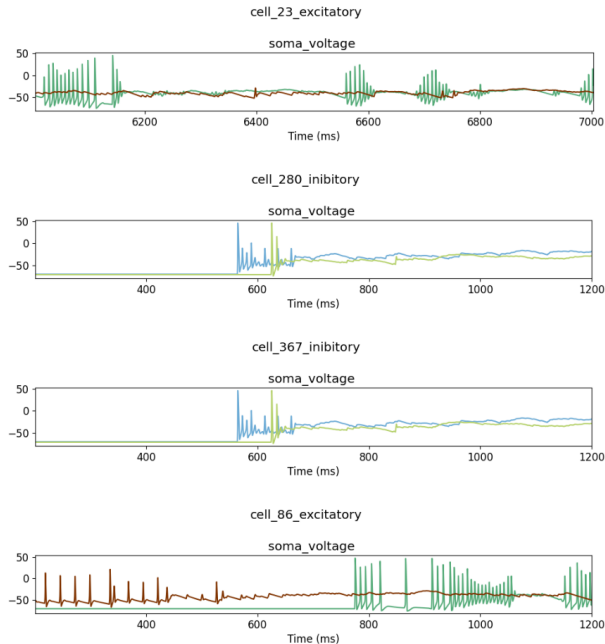 cell_23_excitatory
soma_voltage
50
0
−50
6200 6400 6600 6800 7000
Time (ms)
cell_280_inibitory
soma_voltage
50
0
−50
400 600 800 1000 1200
Time (ms)
cell_367_inibitory
soma_voltage
50
0
−50
400 600 800 1000 1200
Time (ms)
cell_86_excitatory
soma_voltage
50
0
−50
400 600 800 1000 1200
Time (ms)